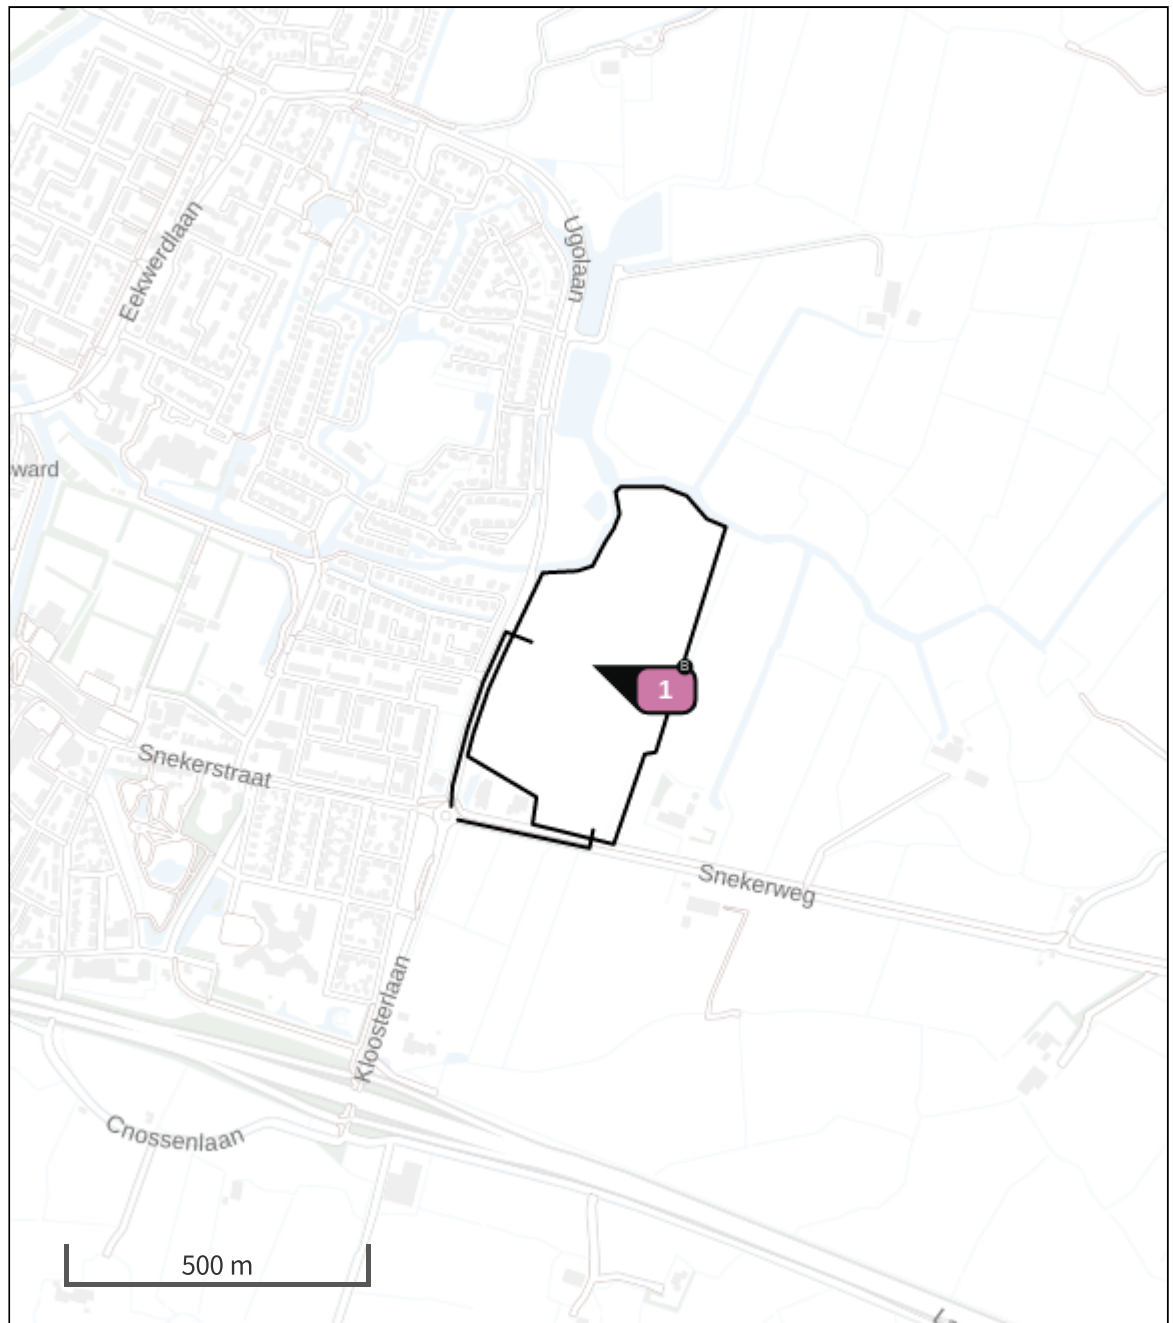 Ugolaan
Eekwerdlaan
ward
B
1
Snekerstraat
Snekerweg
Kloosterlaan
Cnossenlaan
500 m